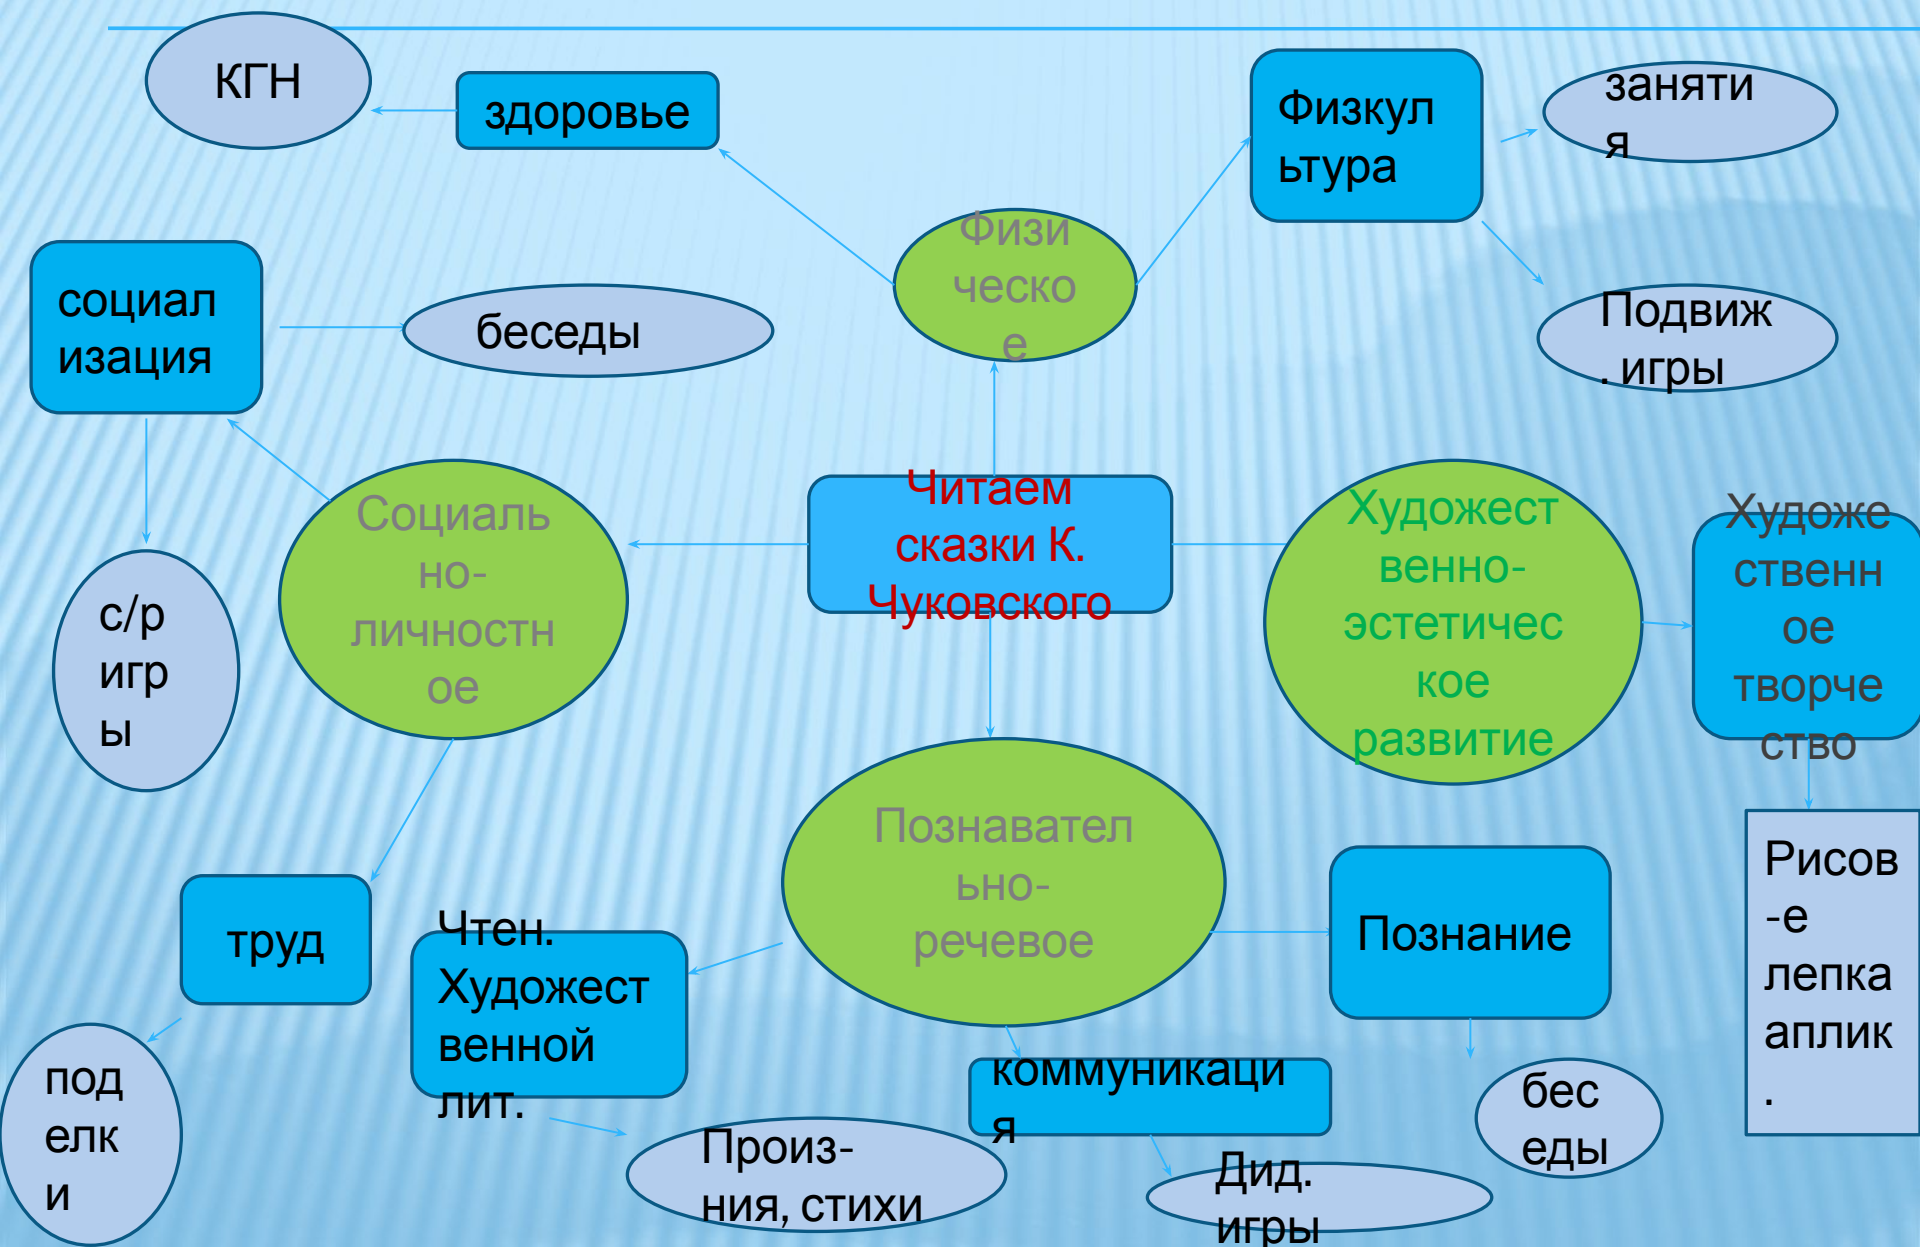 КГН
здоровье
Физкул
ьтура
заняти
я
Физи
ческо
е
социал
изация
беседы
Подвиж
. игры
Читаем
сказки К.
Чуковского
Социаль
но-
личностн
ое
Художест
венно-
эстетичес
кое
развитие
Художе
ственн
ое
творче
ство
с/р
игр
ы
Познавател
ьно-
речевое
труд
Чтен.
Художест
венной
лит.
Познание
Рисов
-е
лепка
аплик
.
под
елк
и
коммуникаци
я
бес
еды
Произ-
ния, стихи
Дид.
игры